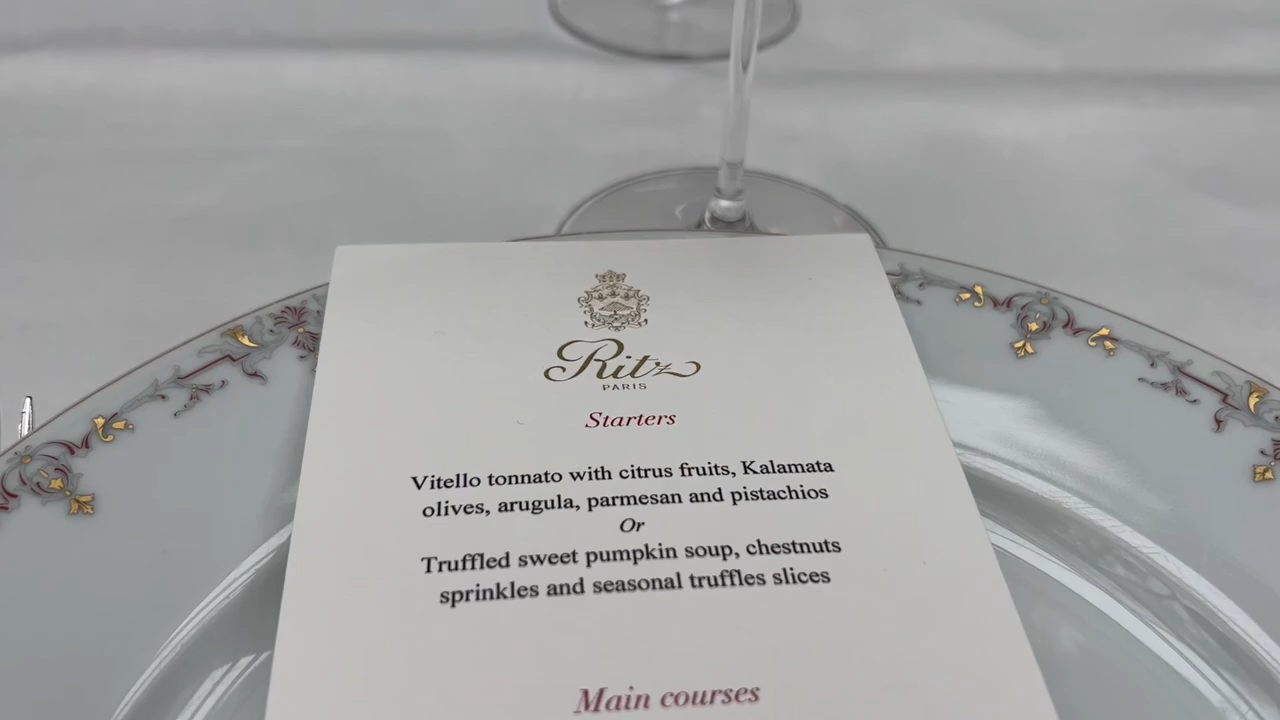 Ritz
PARIS
Starters
Vitello tonnato with citrus fruits, Kalamata
olives, arugula, parmesan and pistachios
Or
Truffled sweet pumpkin soup, chestnuts
sprinkles and seasonal truffles slices
Main courses